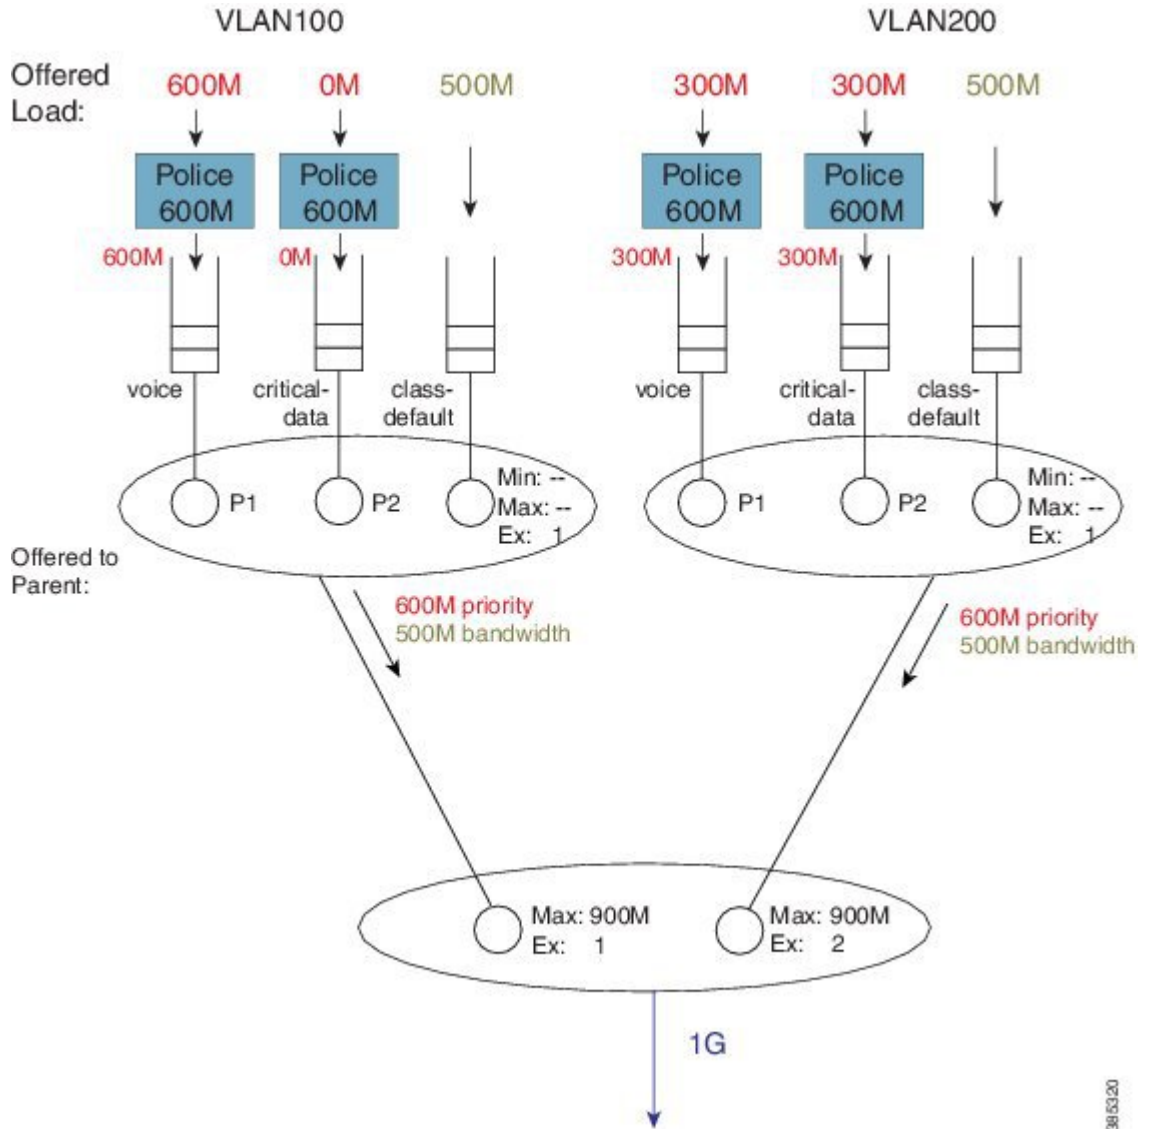 VLAN100
VLAN200
Offered
Load:
600M
0M
500M
300M
300M
500M
Police
600M
Police
600M
Police
600M
Police
600M
600M
0M
300M
300M
voice
critical-
data
class-
default
voice
critical-
data
class-
default
P1
P2
Min: --
Max: --
Ex: 1
P1
P2
Min: --
Max: --
Ex: 1
Offered to
Parent:
600M priority
500M bandwidth
600M priority
500M bandwidth
Max: 900M
Ex: 1
Max: 900M
Ex: 2
1G
385320